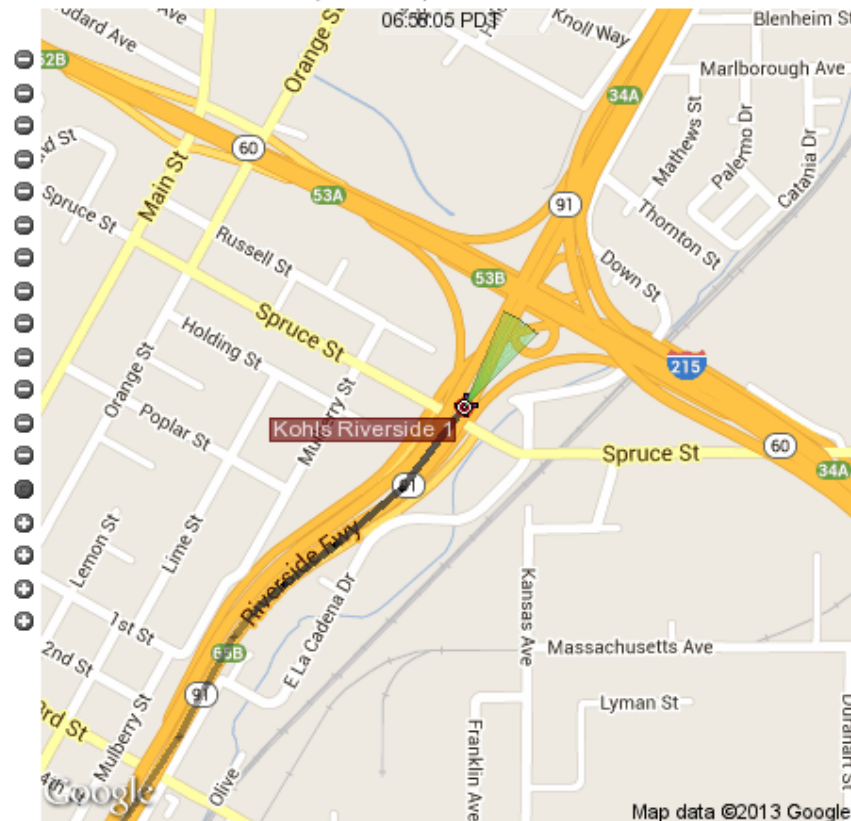 06:58:05 PDT
Blenheim St
Orange St
Knoll Way
Marlborough Ave
52B
34A
60
Main St
53A
91
Mathews St
Palermo Dr
Catania Dr
Spruce St
Russell St
Thornton St
53B
Down St
Spruce St
Holding St
215
Orange St
Poplar St
Mulberry St
Kohls Riverside 1
Spruce St
60
34A
91
Riverside Fwy
Lemon St
Lime St
E La Cadena Dr
Kansas Ave
1st St
65B
2nd St
Massachusetts Ave
91
Mulberry St
Lyman St
3rd St
Franklin Ave
4th St
Olive
Google
Map data ©2013 Google